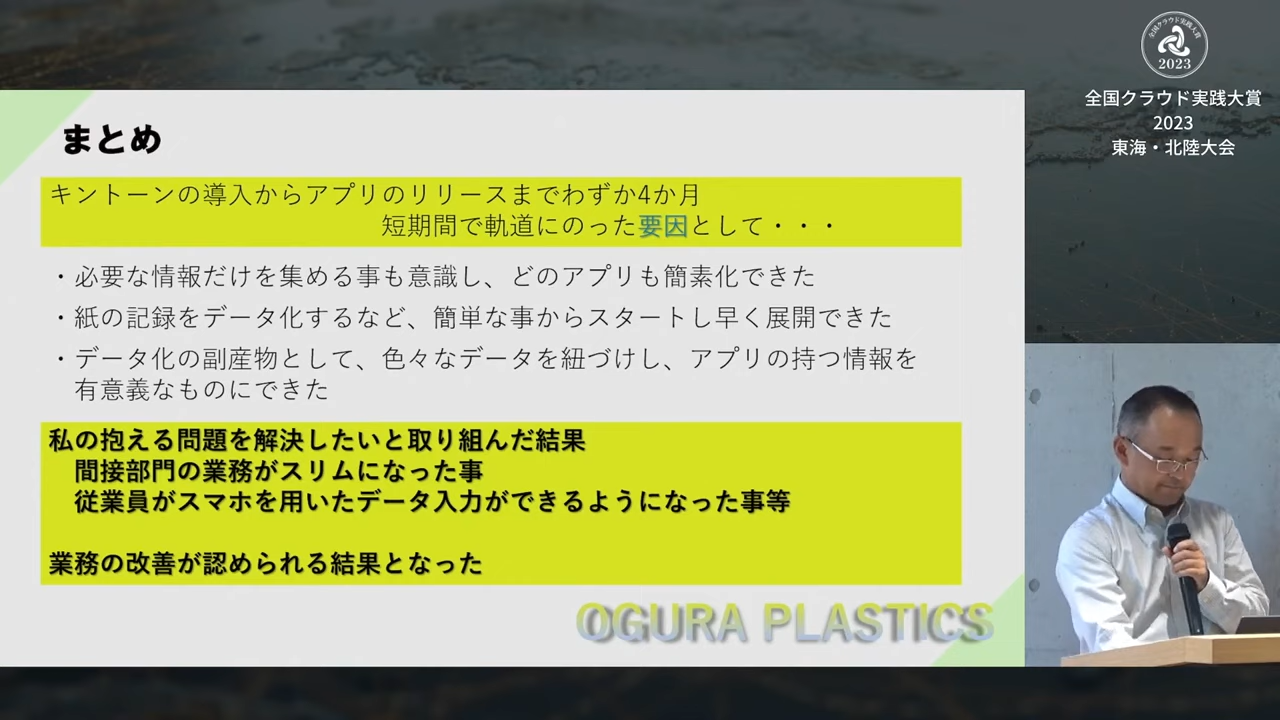 まとめ
キントーンの導入からアプリのリリースまでわずか4か月
短期間で軌道にのった要因として・・・
・必要な情報だけを集める事も意識し、どのアプリも簡素化できた
・紙の記録をデータ化するなど、簡単な事からスタートし早く展開できた
・データ化の副産物として、色々なデータを紐づけし、アプリの持つ情報を
有意義なものにできた
私の抱える問題を解決したいと取り組んだ結果
間接部門の業務がスリムになった事
従業員がスマホを用いたデータ入力ができるようになった事等
業務の改善が認められる結果となった
OGURA PLASTICS
全国クラウド実践大賞
2023
全国クラウド実践大賞
2023
東海・北陸大会